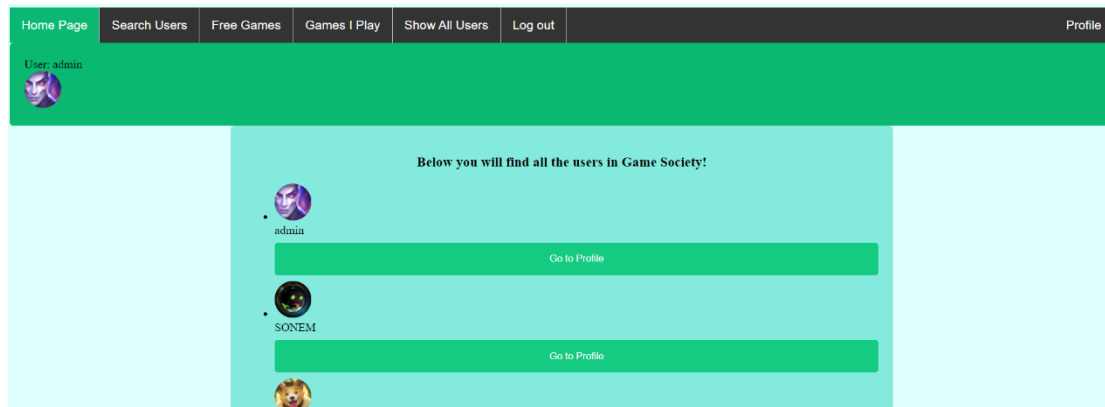 Home Page Search Users Free Games Games I Play Show All Users Log out Profile
User: admin
Below you will find all the users in Game Society!
admin
Go to Profile
SONEM
Go to Profile